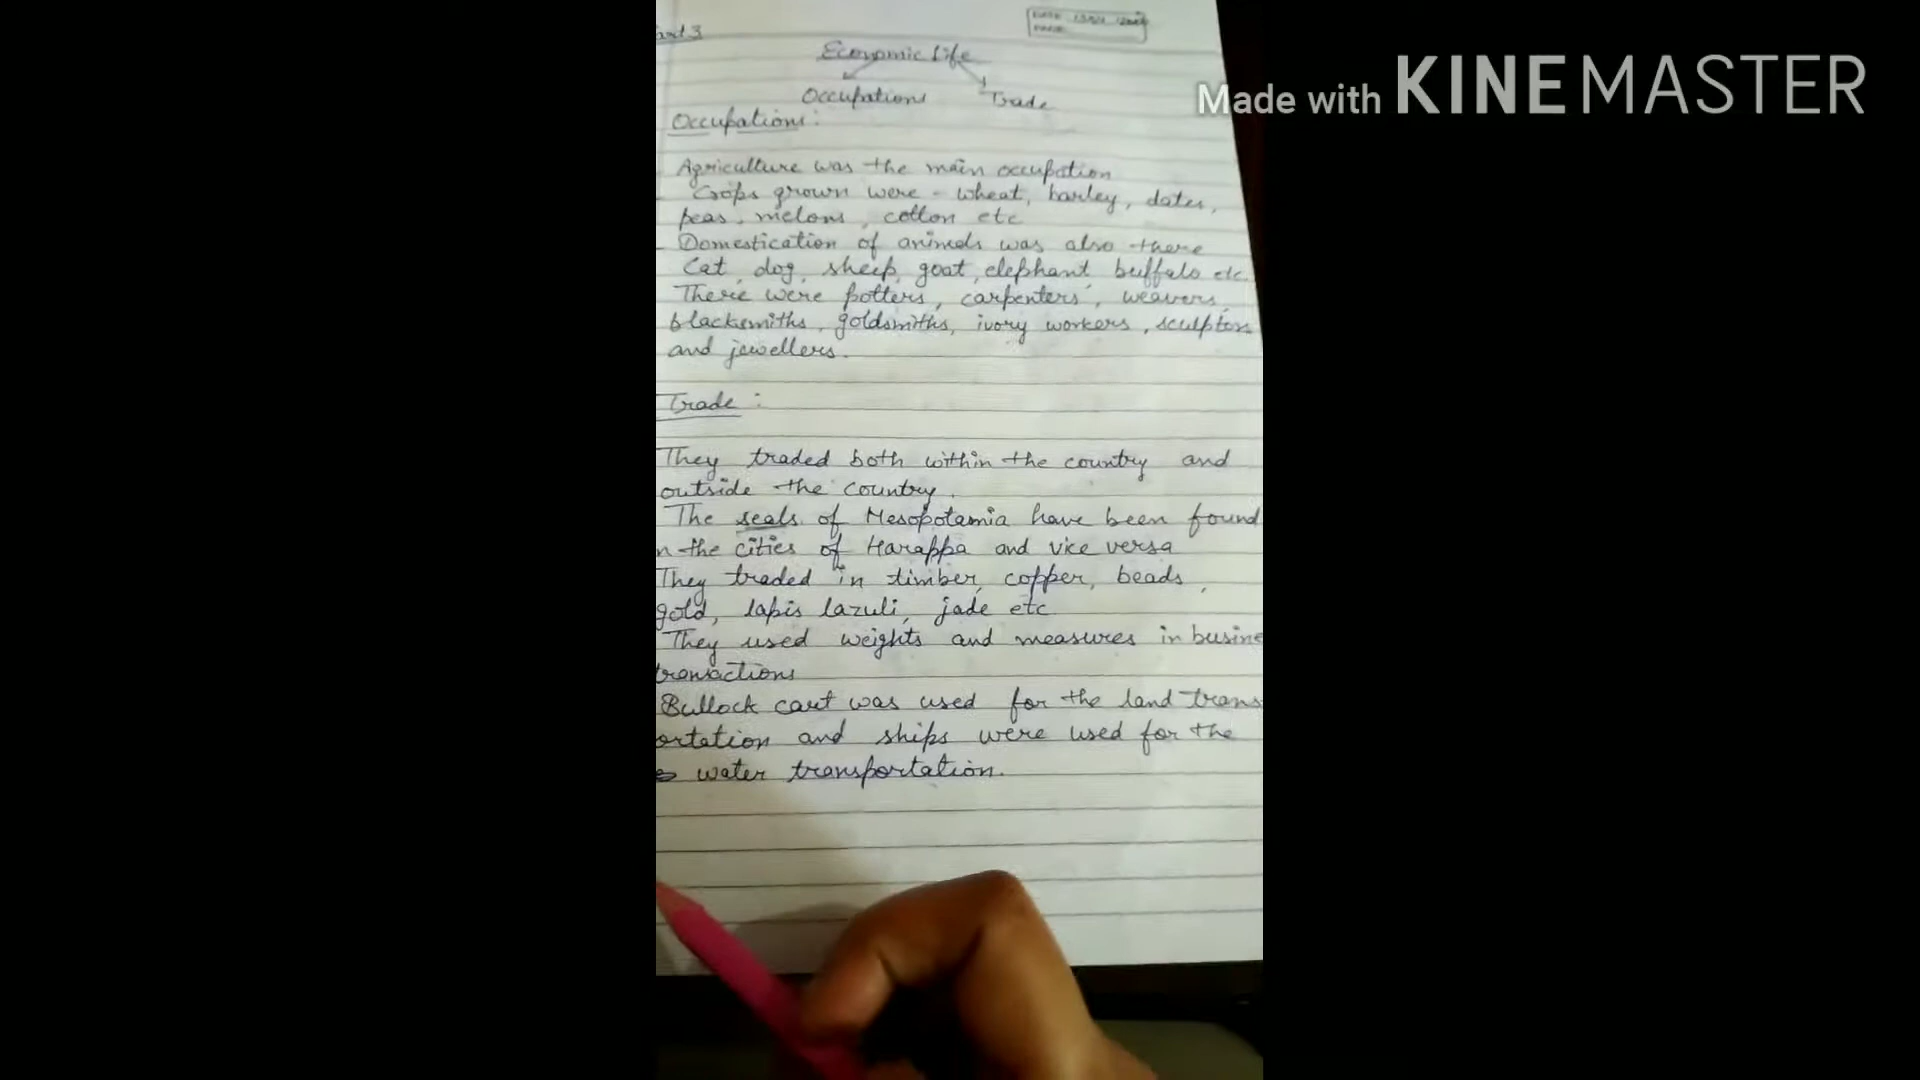 and 3
DATE
PAGE
Economic Life
Occupations Trade
Occupations:
Agriculture was the main occupation
Crops grown were - wheat, barley, dates,
peas, melons, cotton etc
Domestication of animals was also there
Cat, dog, sheep, goat, elephant buffalo etc.
There were potters, carpenters, weavers,
blacksmiths, goldsmiths, ivory workers, sculptors
and jewellers.
Trade :
They traded both within the country and
outside the country.
The seals of Mesopotamia have been found
n the cities of Harappa and vice versa
They traded in timber, copper, beads,
gold, lapis lazuli, jade etc
They used weights and measures in busine
transactions
Bullock cart was used for the land trans
ortation and ships were used for the
water transportation.
Made with KINEMASTER